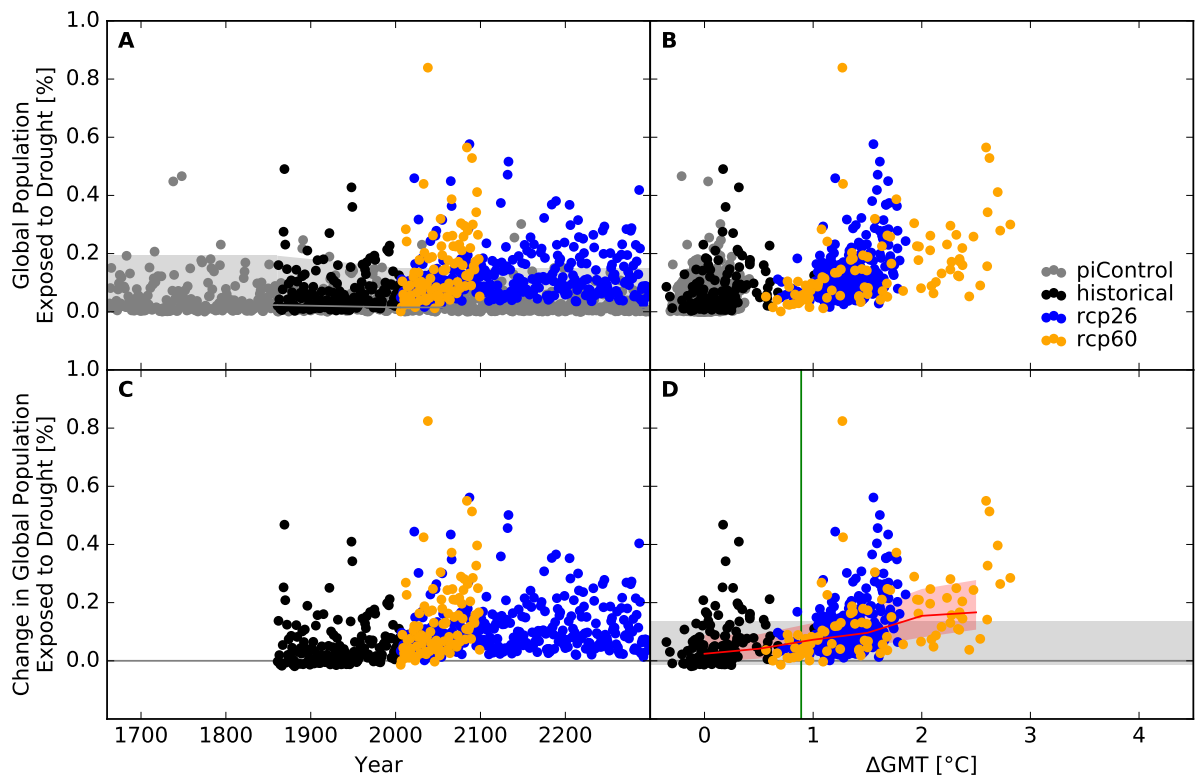 A
B
1.0
0.8
0.6
0.4
0.2
0.0
Global Population
Exposed to Drought [%]
piControl
historical
rcp26
rcp60
C
D
1.0
0.8
0.6
0.4
0.2
0.0
Change in Global Population
Exposed to Drought [%]
1700 1800 1900 2000 2100 2200
Year
0 1 2 3 4
ΔGMT [°C]